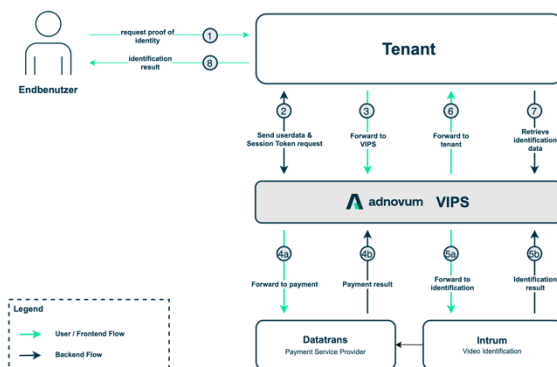 request proof of
identity
1
Tenant
identification
result
8
Endbenutzer
2
3
6
7
Send userdata &
Session Token request
Forward to
VIPS
Forward to
tenant
Retrieve
identification
data
adnovum VIPS
4a
4b
5a
5b
Forward to payment
Payment result
Forward to
identification
Identification
result
Legend
User / Frontend Flow
Backend Flow
Datatrans
Payment Service Provider
Intrum
Video Identification